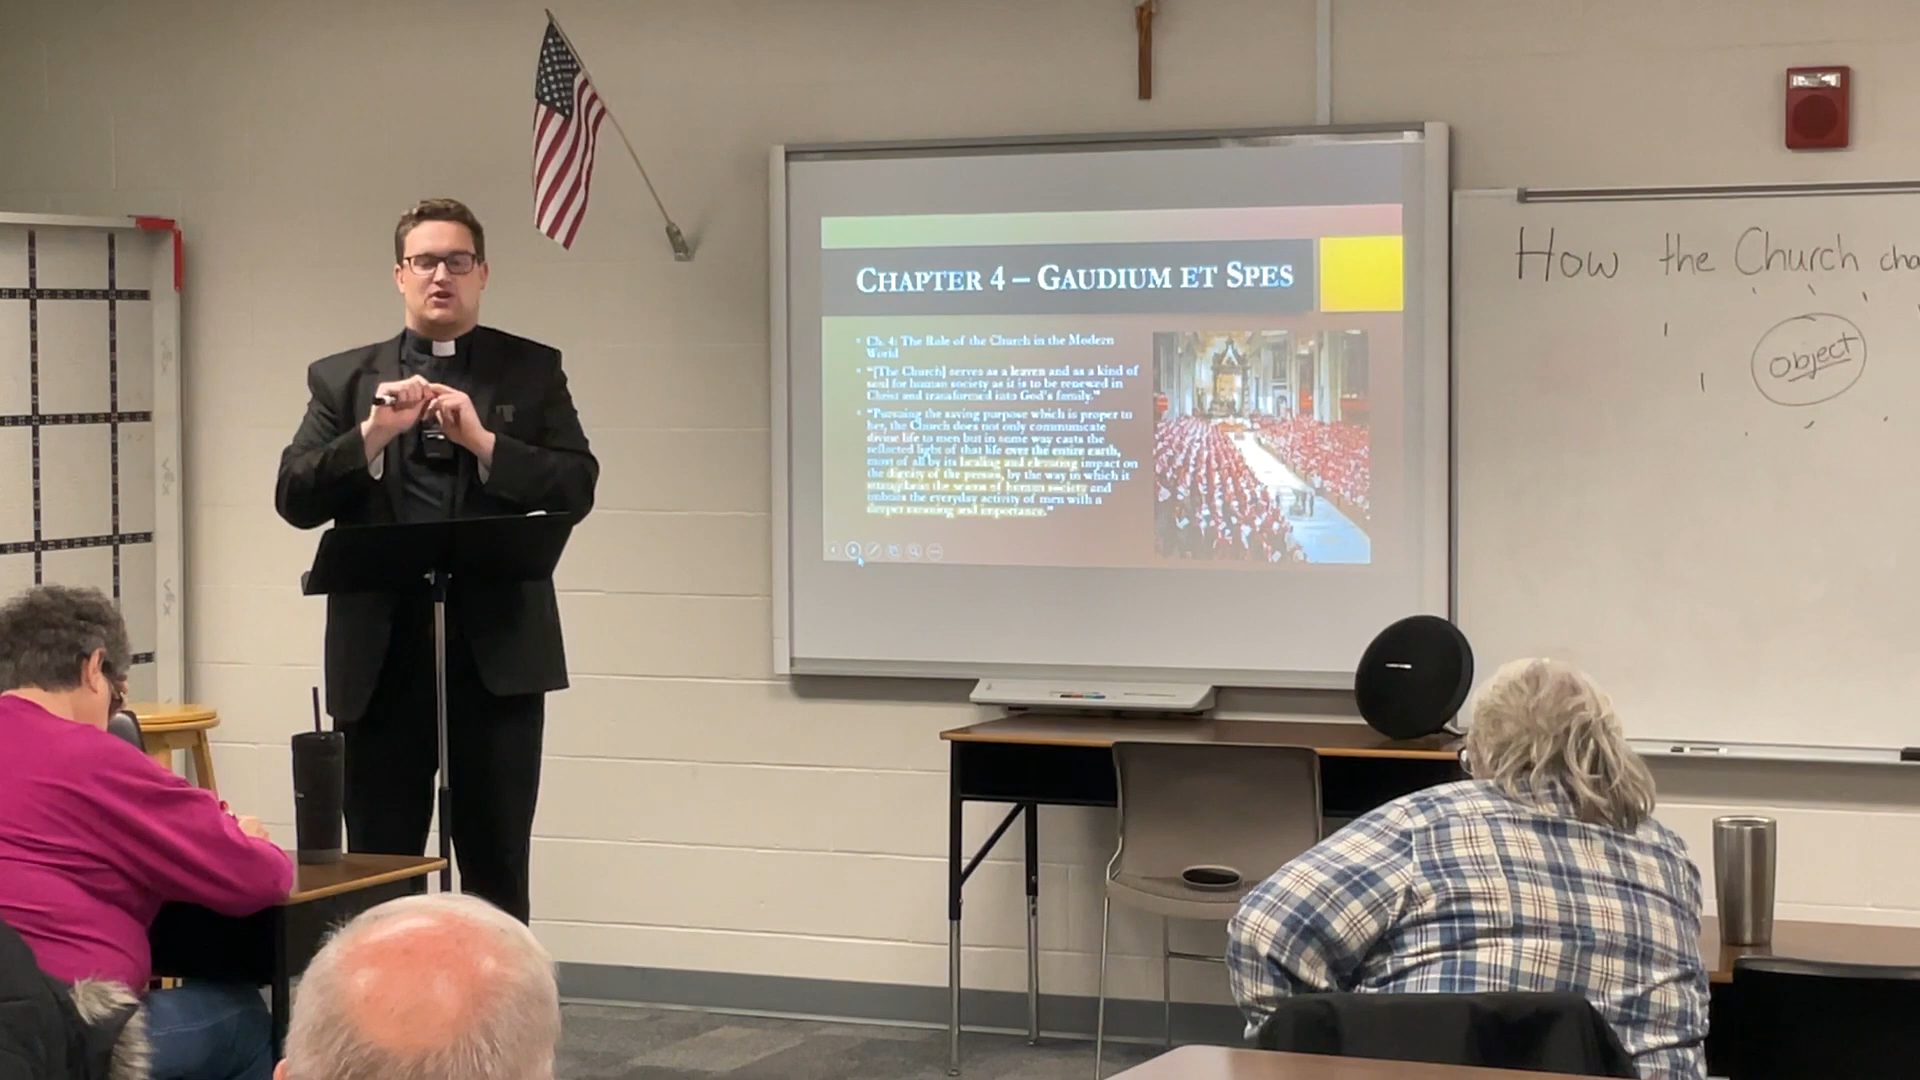 CHAPTER 4 – GAUDIUM ET SPES
Ch. 4: The Role of the Church in the Modern
World
"[The Church] serves as a leaven and as a kind of
soul for human society as it is to be renewed in
Christ and transformed into God's family."
"Pursuing the saving purpose which is proper to
her, the Church does not only communicate
divine life to men but in some way casts the
reflected light of that life over the entire earth,
most of all by its healing and elevating impact on
the dignity of the person, by the way in which it
strengthens the seams of human society and
imbues the everyday activity of men with a
deeper meaning and importance."
How the Church cha
object